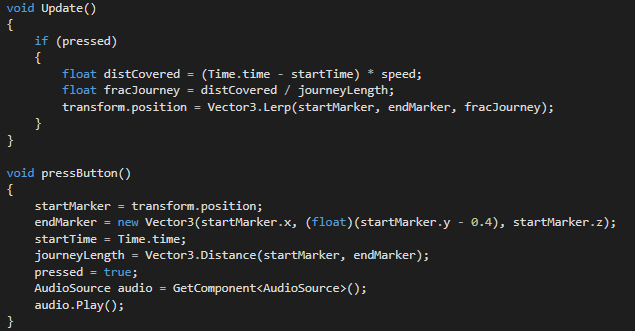 void Update()
{
    if (pressed)
    {
        float distCovered = (Time.time - startTime) * speed;
        float fracJourney = distCovered / journeyLength;
        transform.position = Vector3.Lerp(startMarker, endMarker, fracJourney);
    }
}

void pressButton()
{
    startMarker = transform.position;
    endMarker = new Vector3(startMarker.x, (float)(startMarker.y - 0.4), startMarker.z);
    startTime = Time.time;
    journeyLength = Vector3.Distance(startMarker, endMarker);
    pressed = true;
    AudioSource audio = GetComponent<AudioSource>();
    audio.Play();
}